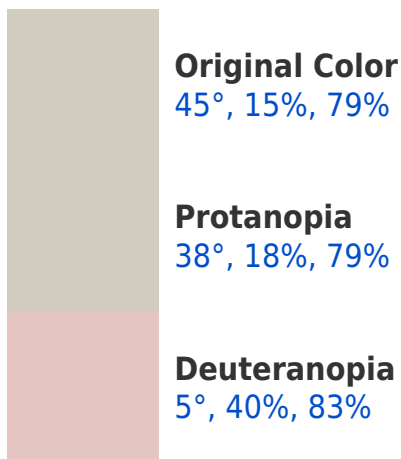 Original Color
45°, 15%, 79%
Protanopia
38°, 18%, 79%
Deuteranopia
5°, 40%, 83%